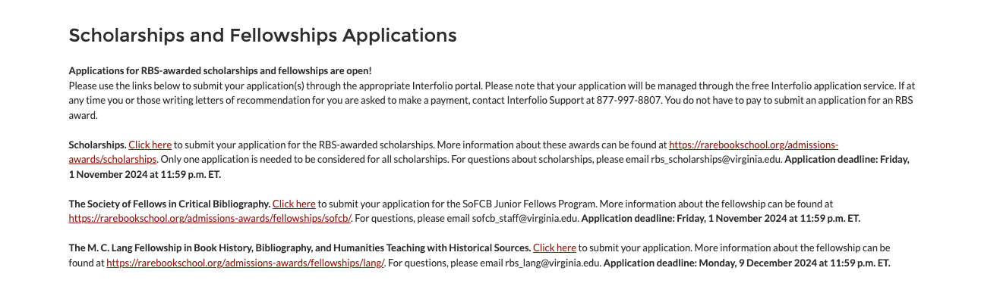 Scholarships and Fellowships Applications
Applications for RBS-awarded scholarships and fellowships are open!
Please use the links below to submit your application(s) through the appropriate Interfolio portal. Please note that your application will be managed through the free Interfolio application service. If at
any time you or those writing letters of recommendation for you are asked to make a payment, contact Interfolio Support at 877-997-8807. You do not have to pay to submit an application for an RBS
award.
Scholarships. Click here to submit your application for the RBS-awarded scholarships. More information about these awards can be found at https://rarebookschool.org/admissions-
awards/scholarships. Only one application is needed to be considered for all scholarships. For questions about scholarships, please email rbs_scholarships@virginia.edu. Application deadline: Friday,
1 November 2024 at 11:59 p.m. ET.
The Society of Fellows in Critical Bibliography. Click here to submit your application for the SoFCB Junior Fellows Program. More information about the fellowship can be found at
https://rarebookschool.org/admissions-awards/fellowships/sofcb/. For questions, please email sofcb_staff@virginia.edu. Application deadline: Friday, 1 November 2024 at 11:59 p.m. ET.
The M. C. Lang Fellowship in Book History, Bibliography, and Humanities Teaching with Historical Sources. Click here to submit your application. More information about the fellowship can be
found at https://rarebookschool.org/admissions-awards/fellowships/lang/. For questions, please email rbs_lang@virginia.edu. Application deadline: Monday, 9 December 2024 at 11:59 p.m. ET.